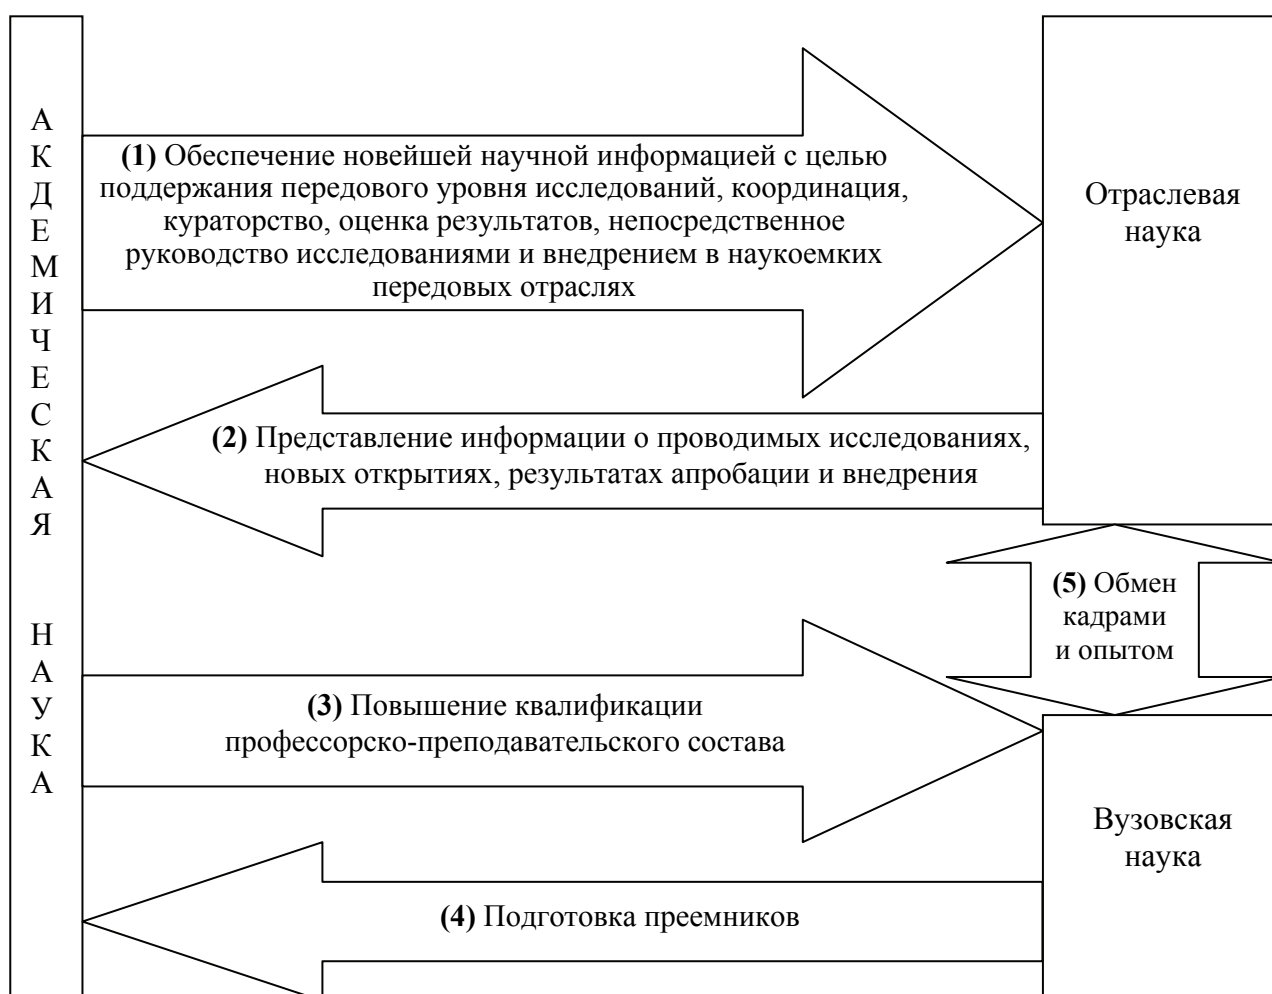 АКДЕМИЧЕСКАЯ НАУКА
(1) Обеспечение новейшей научной информацией с целью
поддержания передового уровня исследований, координация,
кураторство, оценка результатов, непосредственное
руководство исследованиями и внедрением в наукоемких
передовых отраслях
Отраслевая
наука
(2) Представление информации о проводимых исследованиях,
новых открытиях, результатах апробации и внедрения
(5) Обмен
кадрами
и опытом
(3) Повышение квалификации
профессорско-преподавательского состава
Вузовская
наука
(4) Подготовка преемников